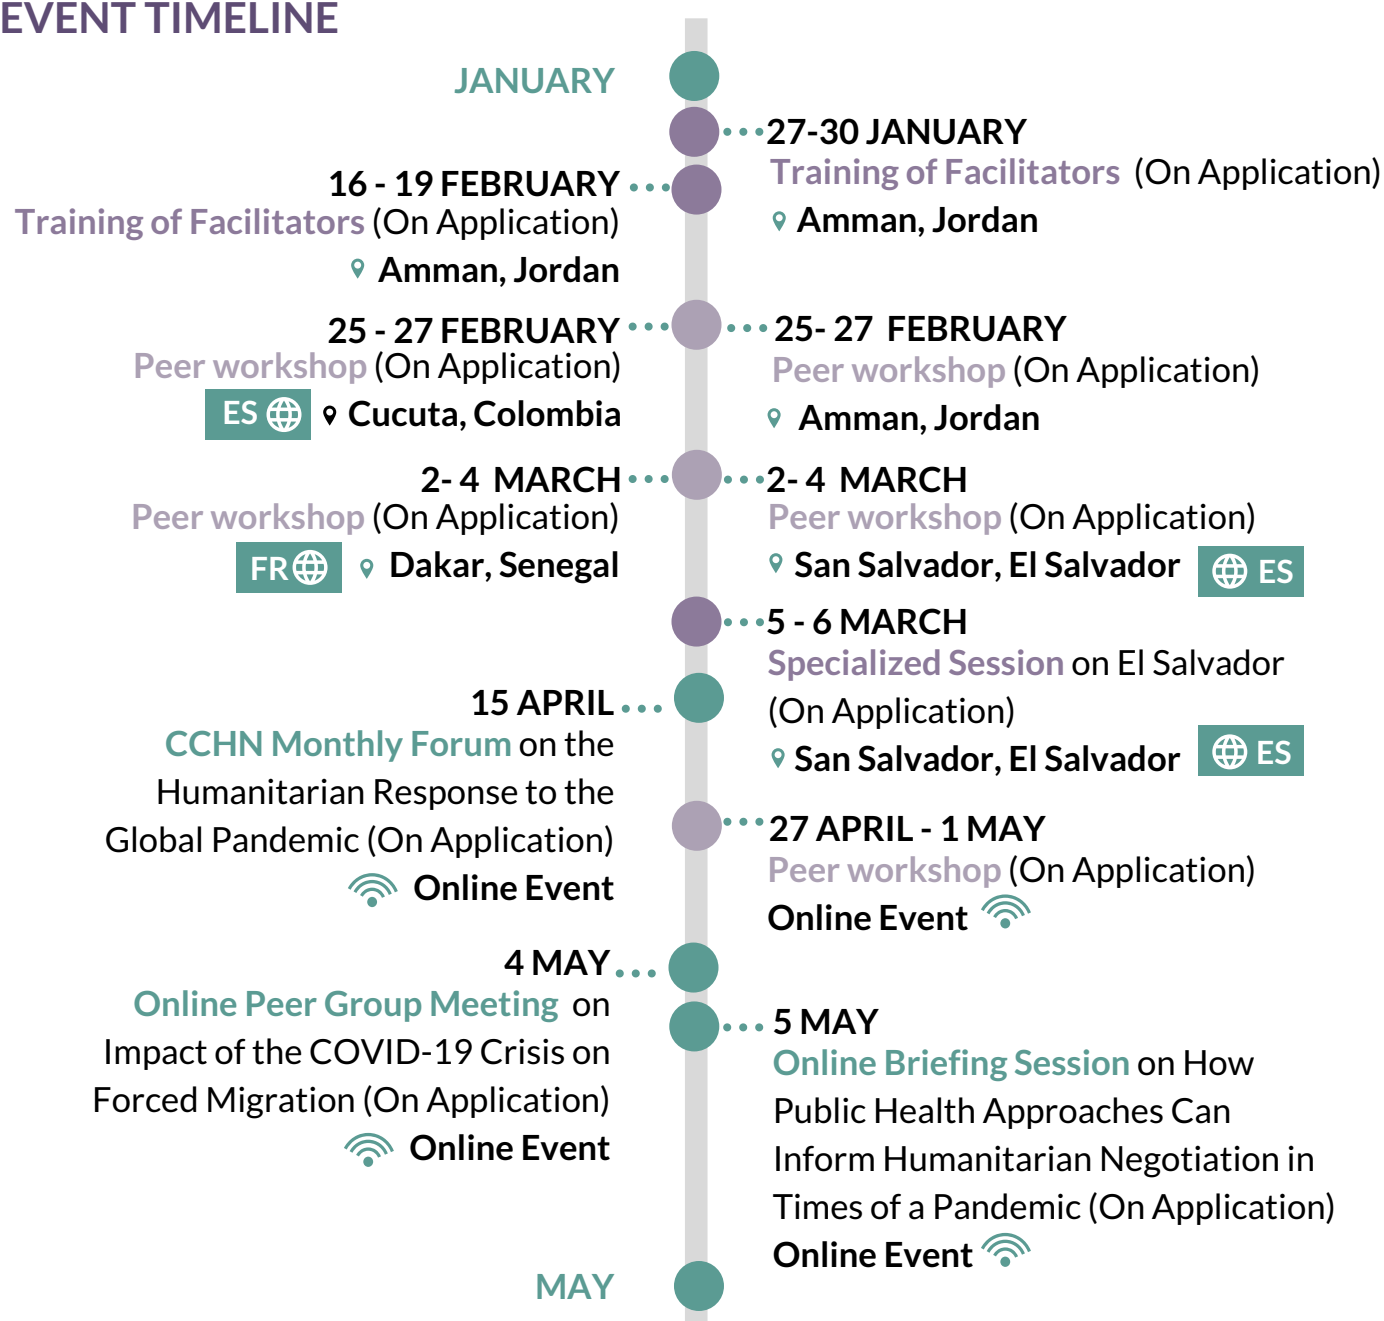 EVENT TIMELINE
JANUARY
27-30 JANUARY
Training of Facilitators (On Application)
Amman, Jordan
16 - 19 FEBRUARY
Training of Facilitators (On Application)
Amman, Jordan
25 - 27 FEBRUARY
Peer workshop (On Application)
ES Cucuta, Colombia
25- 27 FEBRUARY
Peer workshop (On Application)
Amman, Jordan
2- 4 MARCH
Peer workshop (On Application)
FR Dakar, Senegal
2- 4 MARCH
Peer workshop (On Application)
San Salvador, El Salvador ES
5 - 6 MARCH
Specialized Session on El Salvador
(On Application)
San Salvador, El Salvador ES
15 APRIL
CCHN Monthly Forum on the
Humanitarian Response to the
Global Pandemic (On Application)
Online Event
27 APRIL - 1 MAY
Peer workshop (On Application)
Online Event
4 MAY
Online Peer Group Meeting on
Impact of the COVID-19 Crisis on
Forced Migration (On Application)
Online Event
5 MAY
Online Briefing Session on How
Public Health Approaches Can
Inform Humanitarian Negotiation in
Times of a Pandemic (On Application)
Online Event
MAY